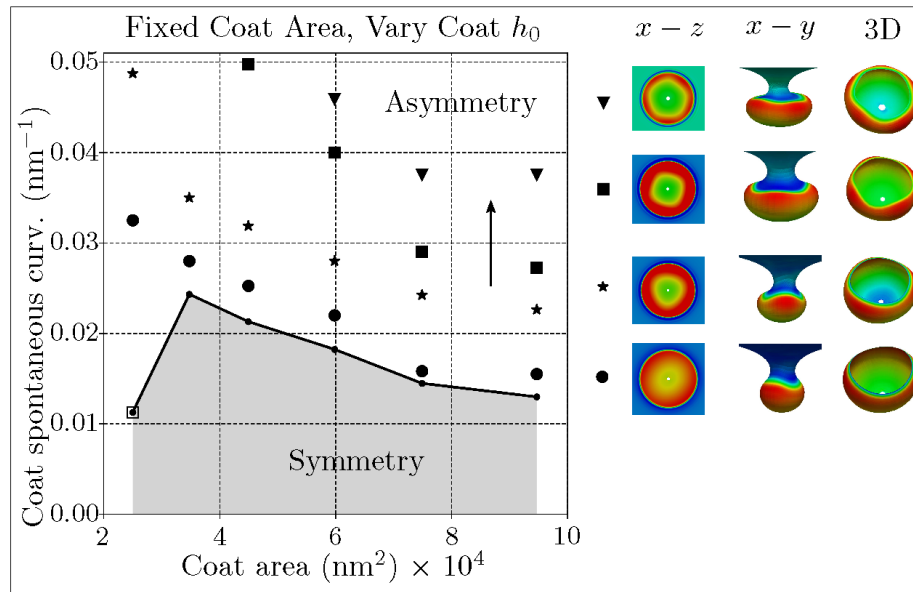 Fixed Coat Area, Vary Coat h₀
x − z x − y 3D
0.05
0.04
0.03
0.02
0.01
0.00
Coat spontaneous curv. (nm⁻¹)
Asymmetry
Symmetry
2 4 6 8 10
Coat area (nm²) × 10⁴